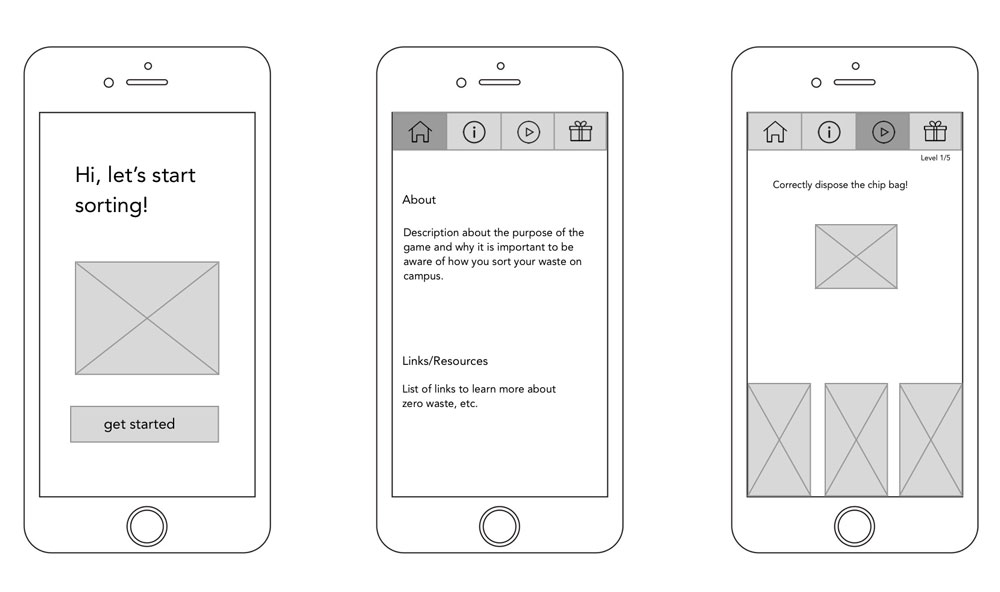 Hi, let's start
sorting!
get started
About
Description about the purpose of the
game and why it is important to be
aware of how you sort your waste on
campus.
Links/Resources
List of links to learn more about
zero waste, etc.
Level 1/5
Correctly dispose the chip bag!